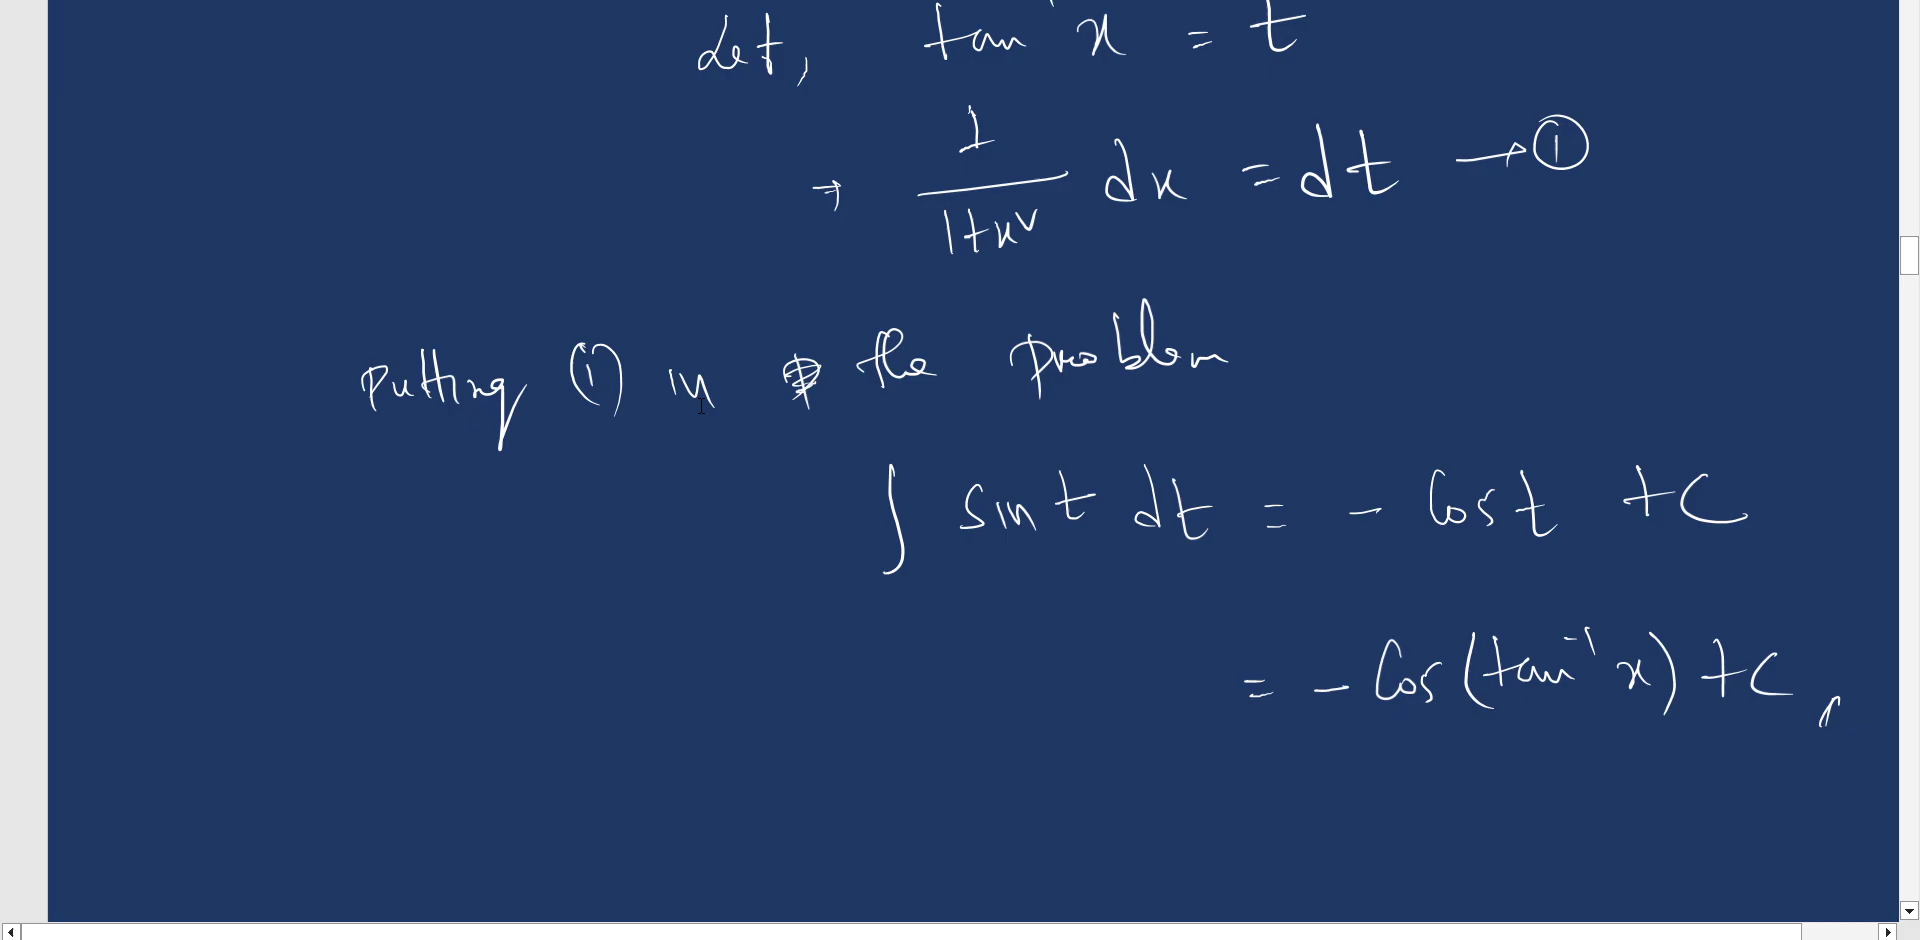 Let, tan⁻¹ x = t
⇒ 1/(1+x²) dx = dt → ①
Putting (i) in the problem
∫ sin t dt = - Cos t + C
= - Cos (tan⁻¹ x) + C,